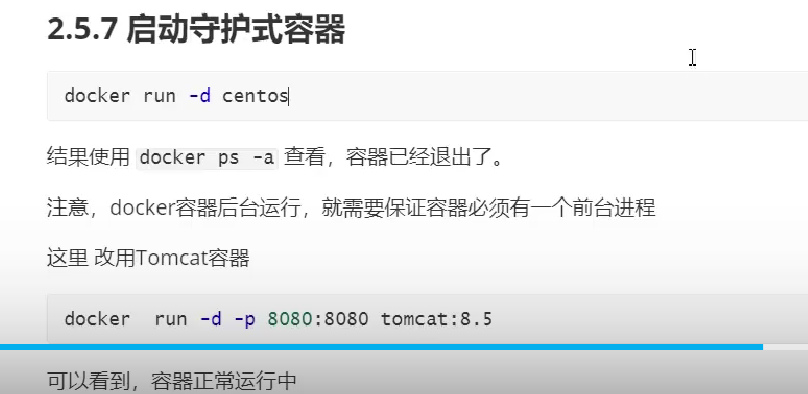 2.5.7 启动守护式容器
docker run -d centos
结果使用 docker ps -a 查看，容器已经退出了。
注意，docker容器后台运行，就需要保证容器必须有一个前台进程
这里 改用Tomcat容器
docker  run -d -p 8080:8080 tomcat:8.5
可以看到，容器正常运行中